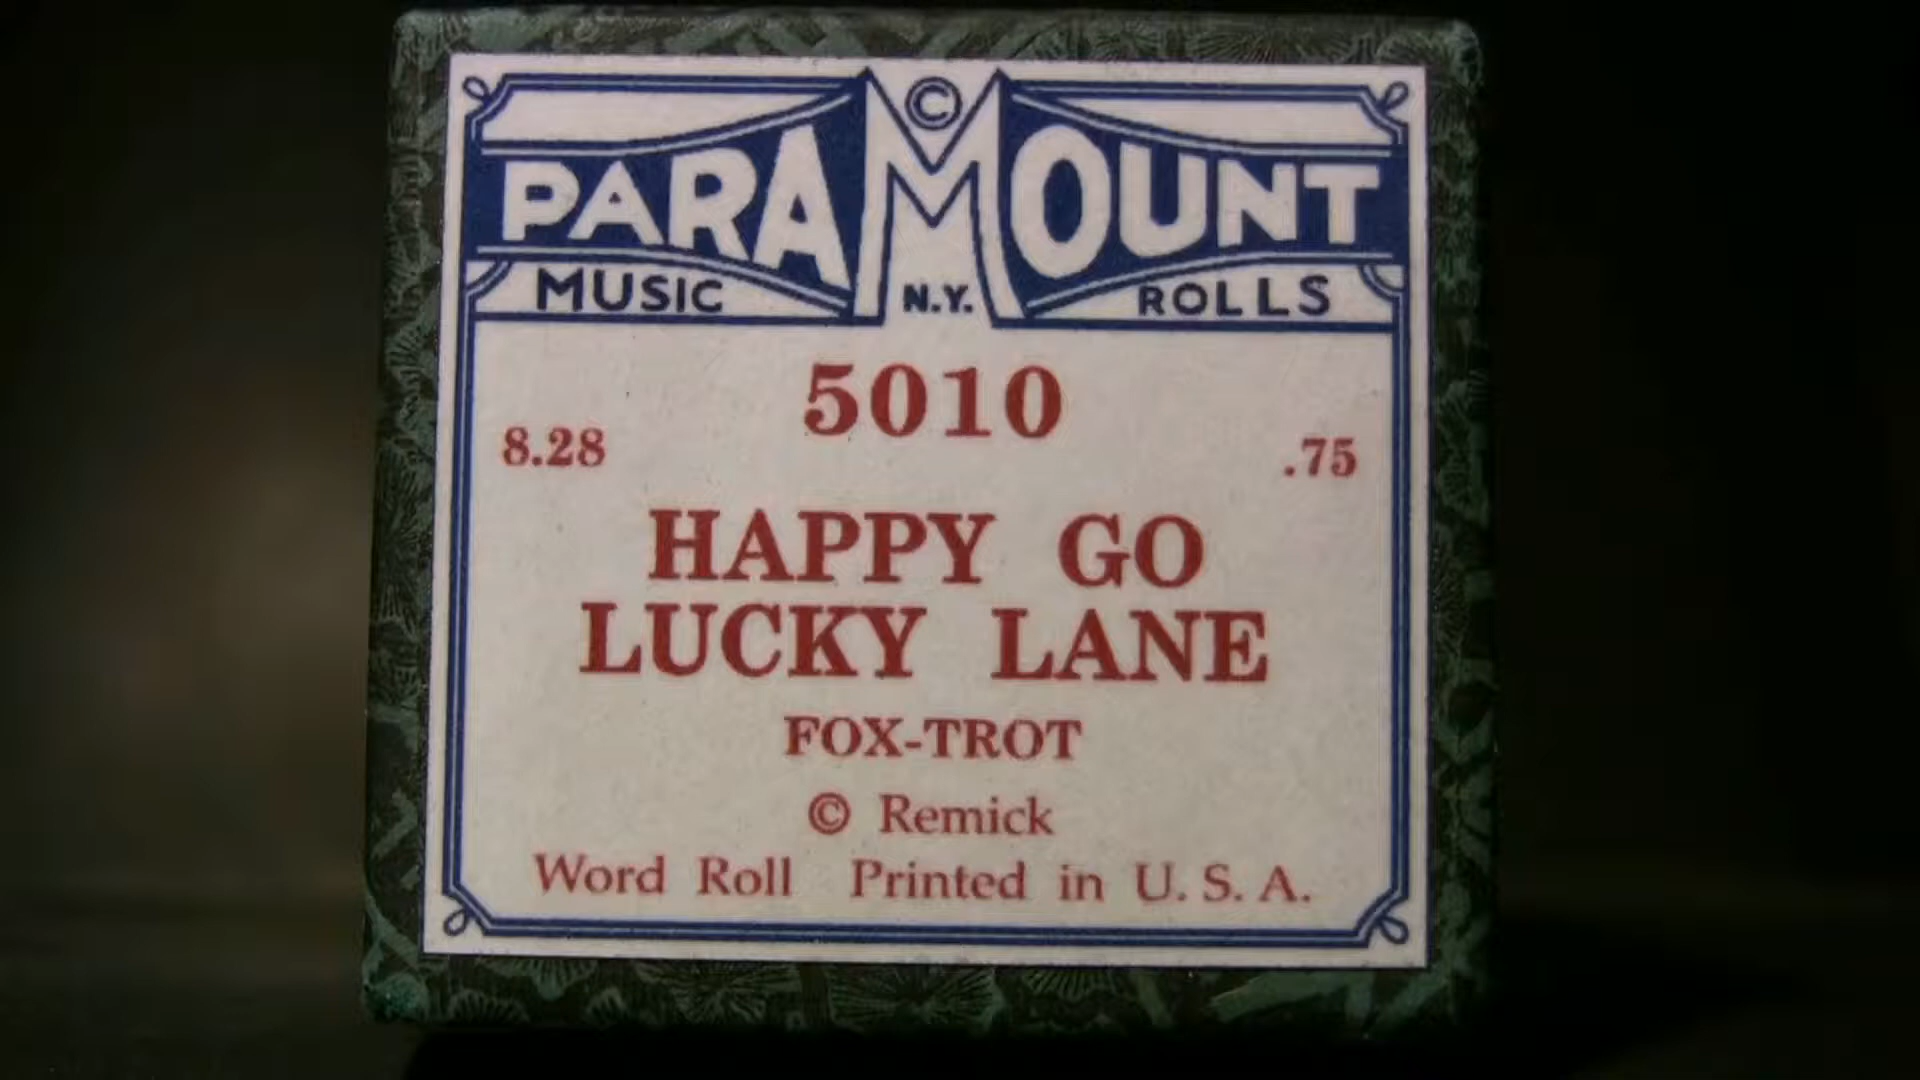 ©
PARAMOUNT
MUSIC N.Y. ROLLS
5010
8.28 .75
HAPPY GO
LUCKY LANE
FOX-TROT
© Remick
Word Roll Printed in U. S. A.